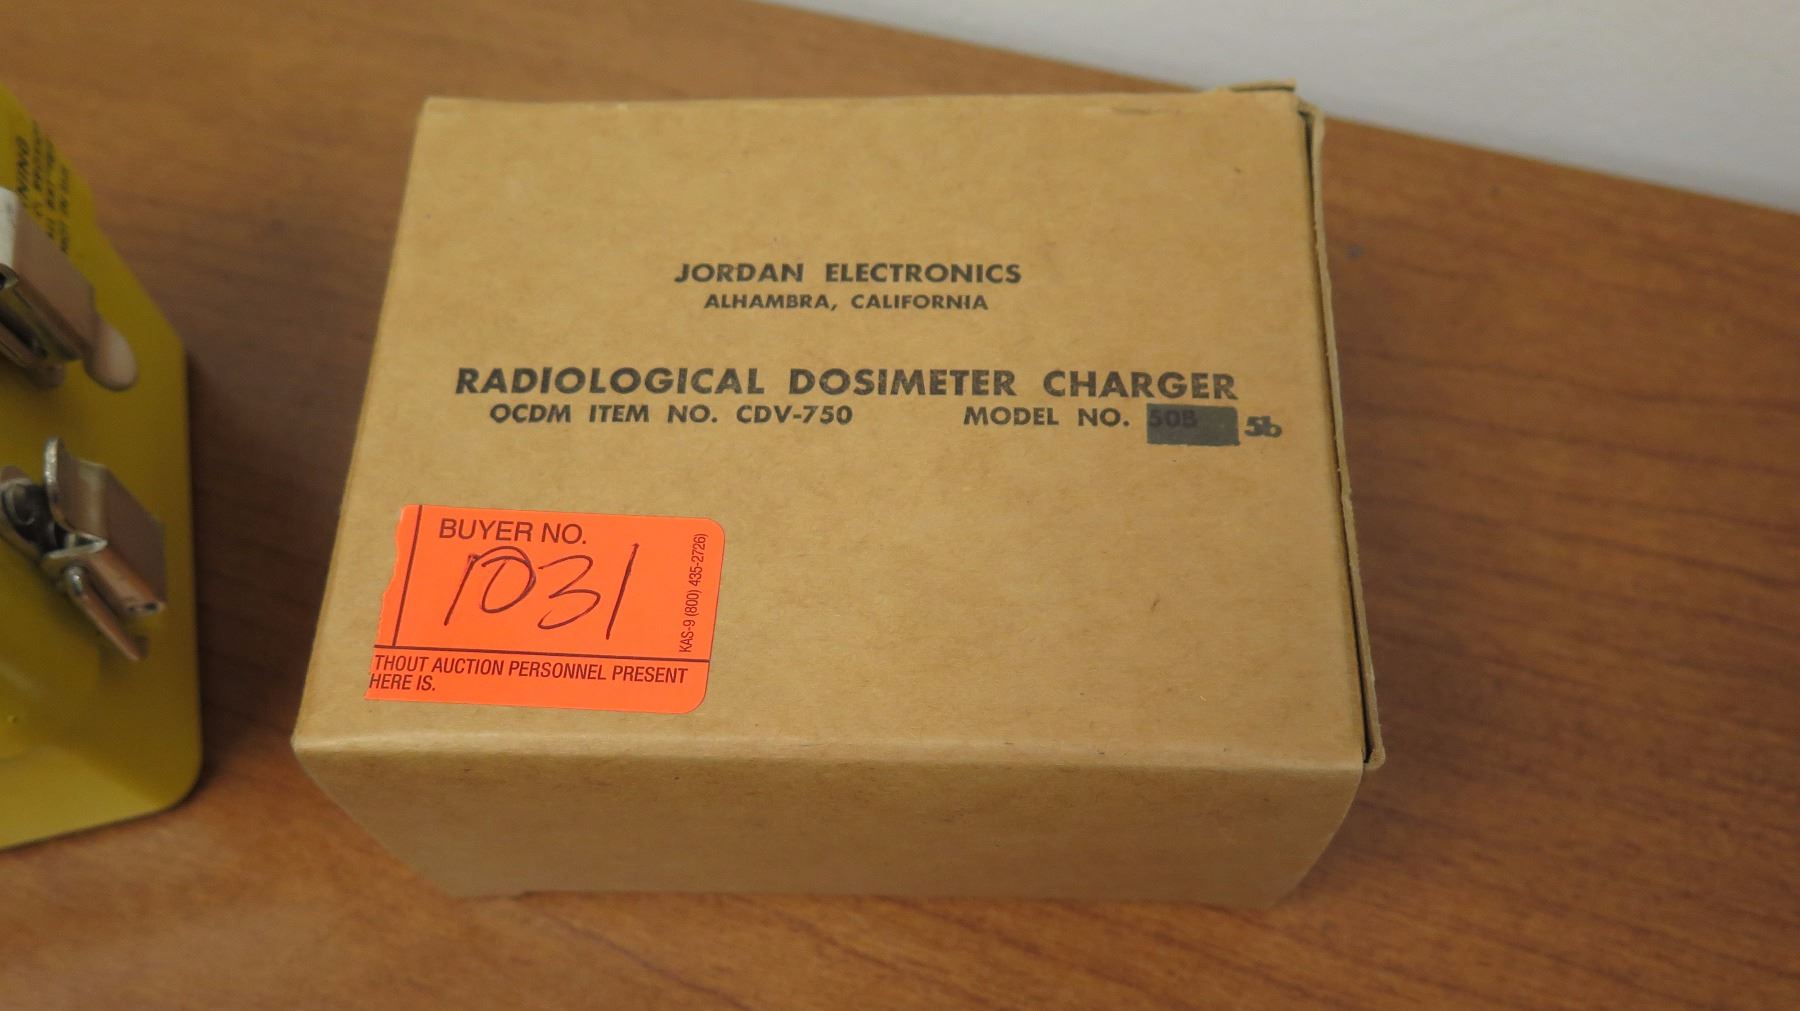 JORDAN ELECTRONICS
ALHAMBRA, CALIFORNIA
RADIOLOGICAL DOSIMETER CHARGER
OCDM ITEM NO. CDV-750 MODEL NO. 50B 5b
BUYER NO.
1031
KAS-9 (800) 435-2726)
THOUT AUCTION PERSONNEL PRESENT
HERE IS.
NING